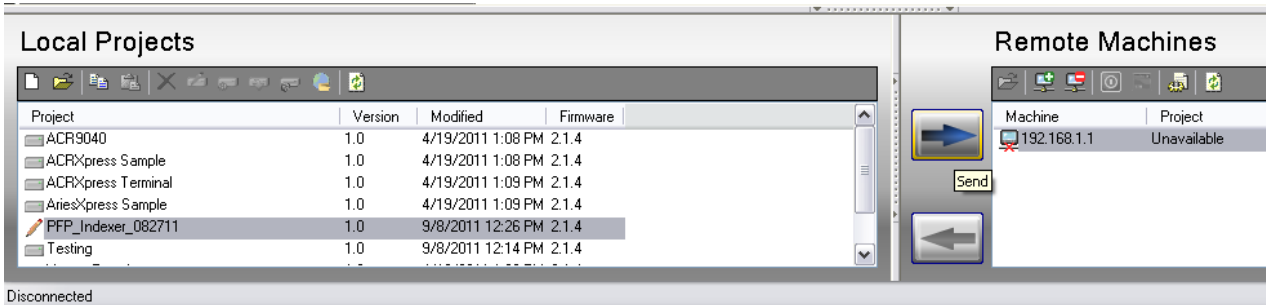 Local Projects
Remote Machines
Project Version Modified Firmware
Machine Project
ACR9040 1.0 4/19/2011 1:08 PM 2.1.4
192.168.1.1 Unavailable
ACRXpress Sample 1.0 4/19/2011 1:08 PM 2.1.4
ACRXpress Terminal 1.0 4/19/2011 1:09 PM 2.1.4
Send
AriesXpress Sample 1.0 4/19/2011 1:09 PM 2.1.4
PFP_Indexer_082711 1.0 9/8/2011 12:26 PM 2.1.4
Testing 1.0 9/8/2011 12:14 PM 2.1.4
Disconnected